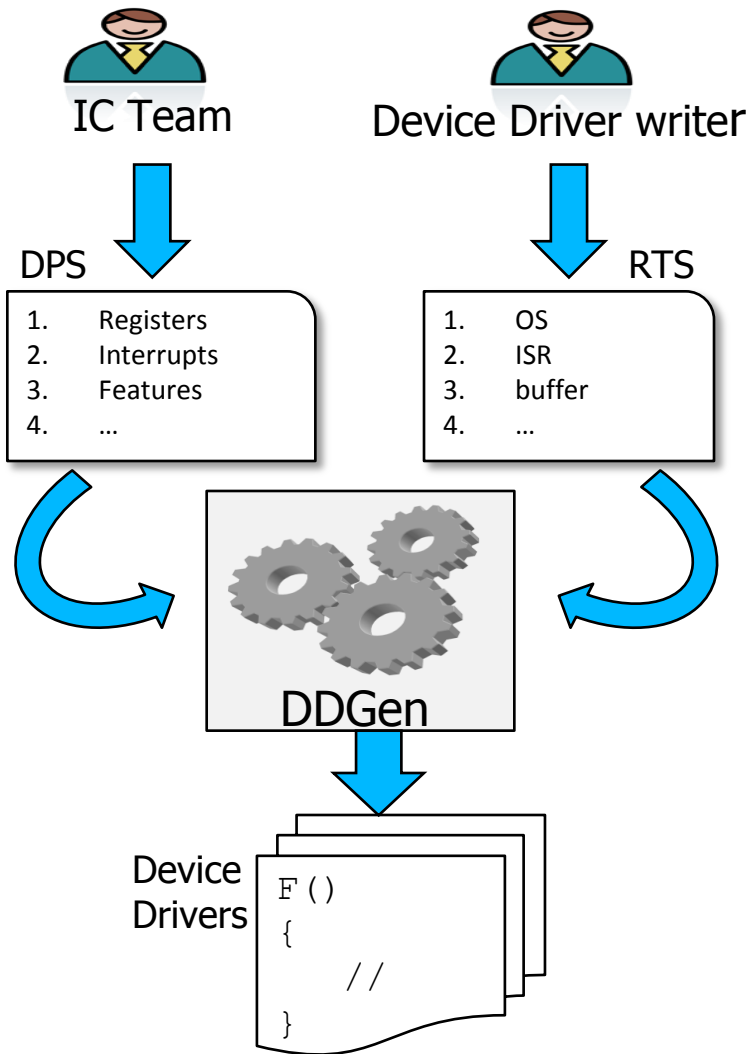 IC Team
Device Driver writer
DPS
1. Registers
2. Interrupts
3. Features
4. …
RTS
1. OS
2. ISR
3. buffer
4. …
DDGen
Device
Drivers
F()
{
//
}